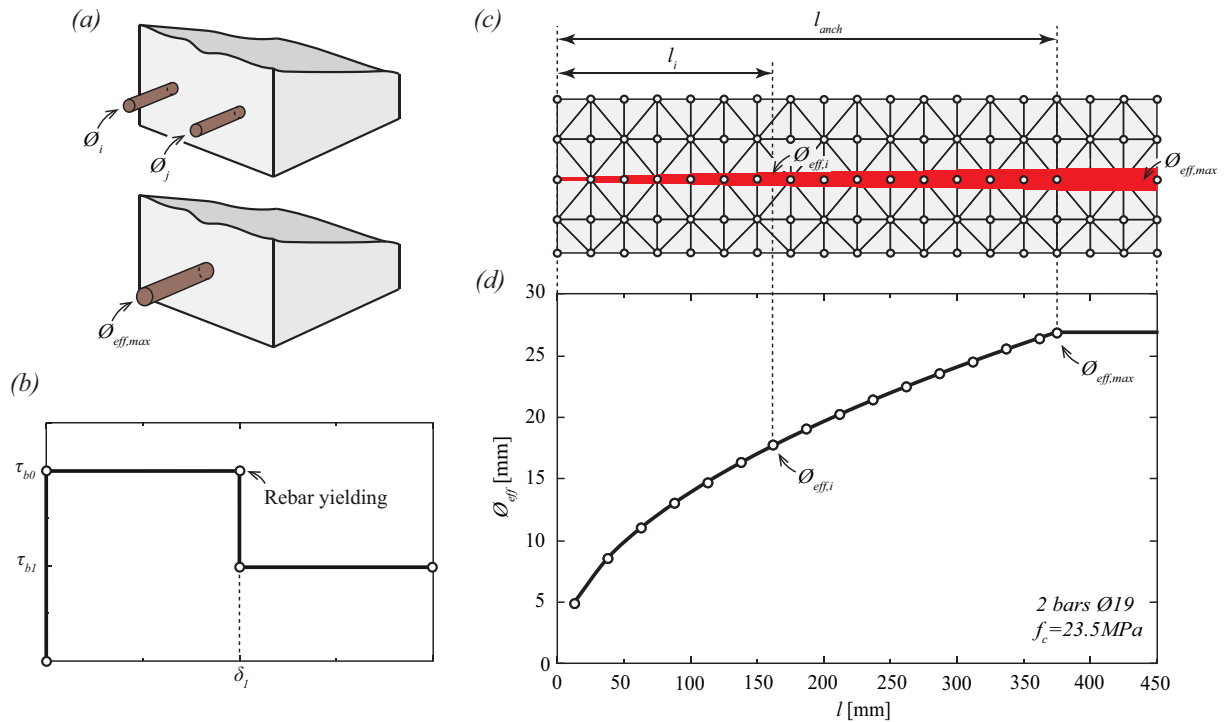 (a)
Ø_i
Ø_j
Ø_eff,max
(b)
τ_b0
Rebar yielding
τ_b1
δ_1
(c)
l_anch
l_i
Ø_eff,i
Ø_eff,max
(d)
30
25
20
15
10
5
0
Ø_eff [mm]
Ø_eff,max
Ø_eff,i
2 bars Ø19
f_c=23.5MPa
0 50 100 150 200 250 300 350 400 450
l [mm]